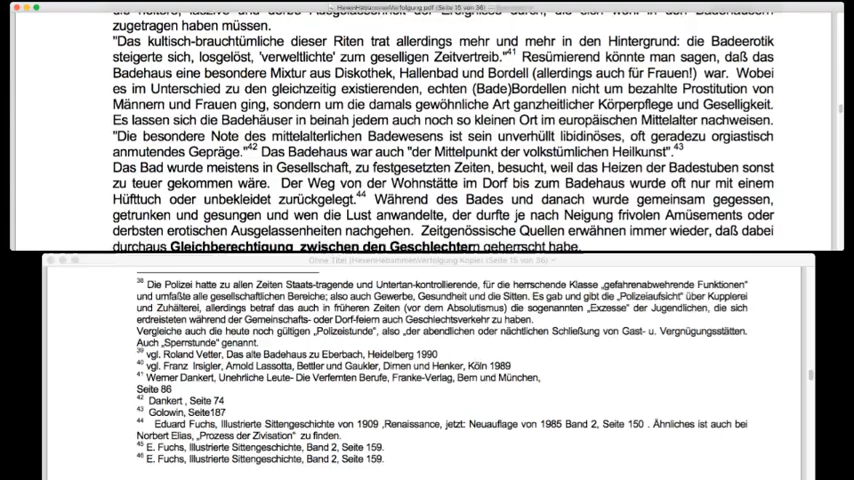 HexenHebammenVerfolgung.pdf (Seite 15 von 36)
zugetragen haben müssen.
"Das kultisch-brauchtümliche dieser Riten trat allerdings mehr und mehr in den Hintergrund: die Badeerotik
steigerte sich, losgelöst, 'verweltlichte' zum geselligen Zeitvertreib."41 Resümierend könnte man sagen, daß das
Badehaus eine besondere Mixtur aus Diskothek, Hallenbad und Bordell (allerdings auch für Frauen!) war. Wobei
es im Unterschied zu den gleichzeitig existierenden, echten (Bade)Bordellen nicht um bezahlte Prostitution von
Männern und Frauen ging, sondern um die damals gewöhnliche Art ganzheitlicher Körperpflege und Geselligkeit.
Es lassen sich die Badehäuser in beinah jedem auch noch so kleinen Ort im europäischen Mittelalter nachweisen.
"Die besondere Note des mittelalterlichen Badewesens ist sein unverhüllt libidinöses, oft geradezu orgiastisch
anmutendes Gepräge."42 Das Badehaus war auch "der Mittelpunkt der volkstümlichen Heilkunst".43
Das Bad wurde meistens in Gesellschaft, zu festgesetzten Zeiten, besucht, weil das Heizen der Badestuben sonst
zu teuer gekommen wäre. Der Weg von der Wohnstätte im Dorf bis zum Badehaus wurde oft nur mit einem
Hüfttuch oder unbekleidet zurückgelegt.44 Während des Bades und danach wurde gemeinsam gegessen,
getrunken und gesungen und wen die Lust anwandelte, der durfte je nach Neigung frivolen Amüsements oder
derbsten erotischen Ausgelassenheiten nachgehen. Zeitgenössische Quellen erwähnen immer wieder, daß dabei
durchaus Gleichberechtigung zwischen den Geschlechtern geherrscht habe.
Ohne Titel (HexenHebammenVerfolgung Kopie) (Seite 15 von 36)
38 Die Polizei hatte zu allen Zeiten Staats-tragende und Untertan-kontrollierende, für die herrschende Klasse „gefahrenabwehrende Funktionen"
und umfaßte alle gesellschaftlichen Bereiche; also auch Gewerbe, Gesundheit und die Sitten. Es gab und gibt die „Polizeiaufsicht" über Kupplerei
und Zuhälterei, allerdings betraf das auch in früheren Zeiten (vor dem Absolutismus) die sogenannten „Exzesse" der Jugendlichen, die sich
erdreisteten während der Gemeinschafts- oder Dorf-feiern auch Geschlechtsverkehr zu haben.
Vergleiche auch die heute noch gültigen „Polizeistunde", also „der abendlichen oder nächtlichen Schließung von Gast- u. Vergnügungsstätten.
Auch „Sperrstunde" genannt.
39 vgl. Roland Vetter, Das alte Badehaus zu Eberbach, Heidelberg 1990
40 vgl. Franz Irsigler, Arnold Lassotta, Bettler und Gaukler, Dirnen und Henker, Köln 1989
41 Werner Dankert, Unehrliche Leute- Die Verfemten Berufe, Franke-Verlag, Bern und München,
Seite 86
42 Dankert , Seite 74
43 Golowin, Seite187
44 Eduard Fuchs, Illustrierte Sittengeschichte von 1909 ,Renaissance, jetzt: Neuauflage von 1985 Band 2, Seite 150 . Ähnliches ist auch bei
Norbert Elias, „Prozess der Zivisation" zu finden.
45 E. Fuchs, Illustrierte Sittengeschichte, Band 2, Seite 159.
46 E. Fuchs, Illustrierte Sittengeschichte, Band 2, Seite 159.